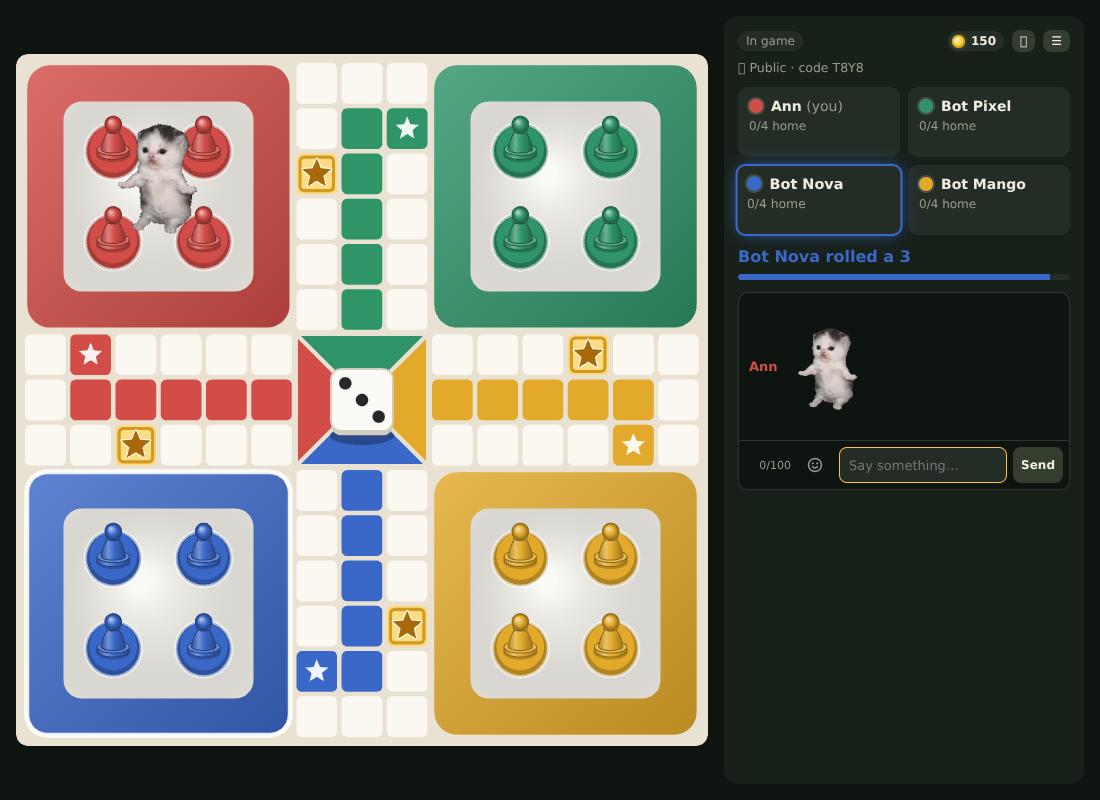 In game
150
Public · code T8Y8
Ann (you)
0/4 home
Bot Pixel
0/4 home
Bot Nova
0/4 home
Bot Mango
0/4 home
Bot Nova rolled a 3
Ann
0/100
Say something...
Send